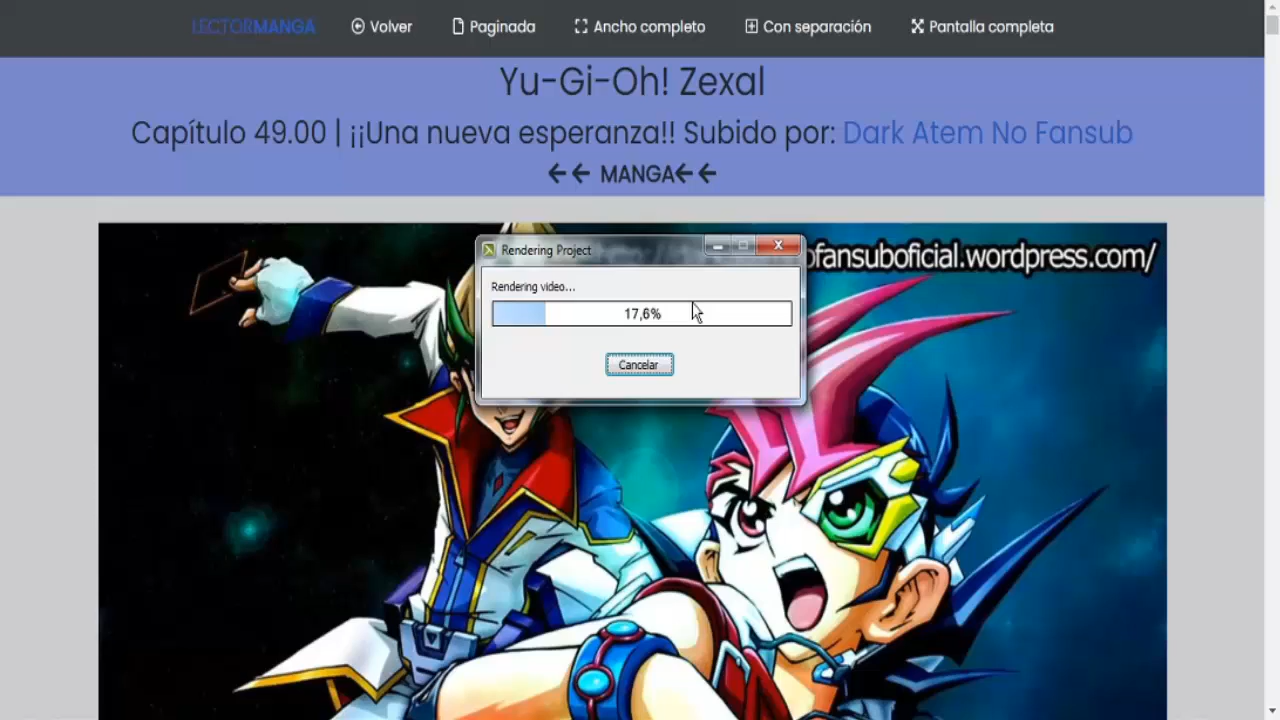 LECTORMANGA Volver Paginada Ancho completo Con separación Pantalla completa
Yu-Gi-Oh! Zexal
Capítulo 49.00 | ¡¡Una nueva esperanza!! Subido por: Dark Atem No Fansub
MANGA
ofansuboficial.wordpress.com/
Rendering Project
Rendering video...
17,6%
Cancelar